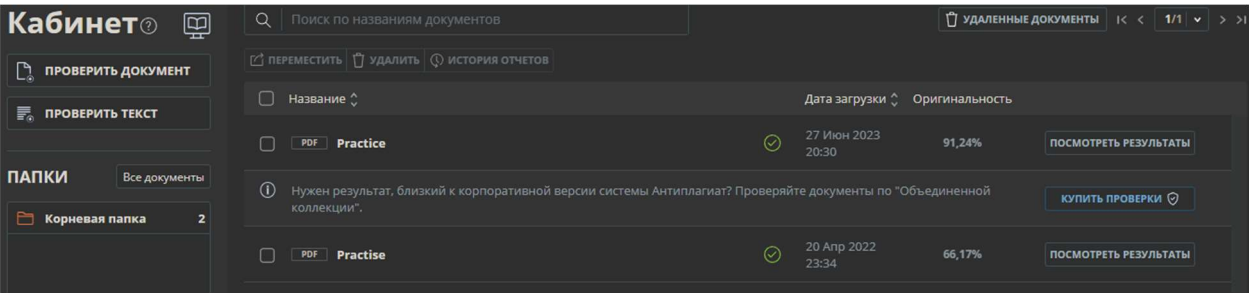 Кабинет
Поиск по названиям документов
УДАЛЕННЫЕ ДОКУМЕНТЫ
1/1
ПРОВЕРИТЬ ДОКУМЕНТ
ПЕРЕМЕСТИТЬ УДАЛИТЬ ИСТОРИЯ ОТЧЕТОВ
ПРОВЕРИТЬ ТЕКСТ
Название Дата загрузки Оригинальность
PDF Practice 27 Июн 2023
20:30 91,24% ПОСМОТРЕТЬ РЕЗУЛЬТАТЫ
ПАПКИ Все документы
Нужен результат, близкий к корпоративной версии системы Антиплагиат? Проверяйте документы по "Объединенной
коллекции".
КУПИТЬ ПРОВЕРКИ
Корневая папка 2
PDF Practise 20 Апр 2022
23:34 66,17% ПОСМОТРЕТЬ РЕЗУЛЬТАТЫ